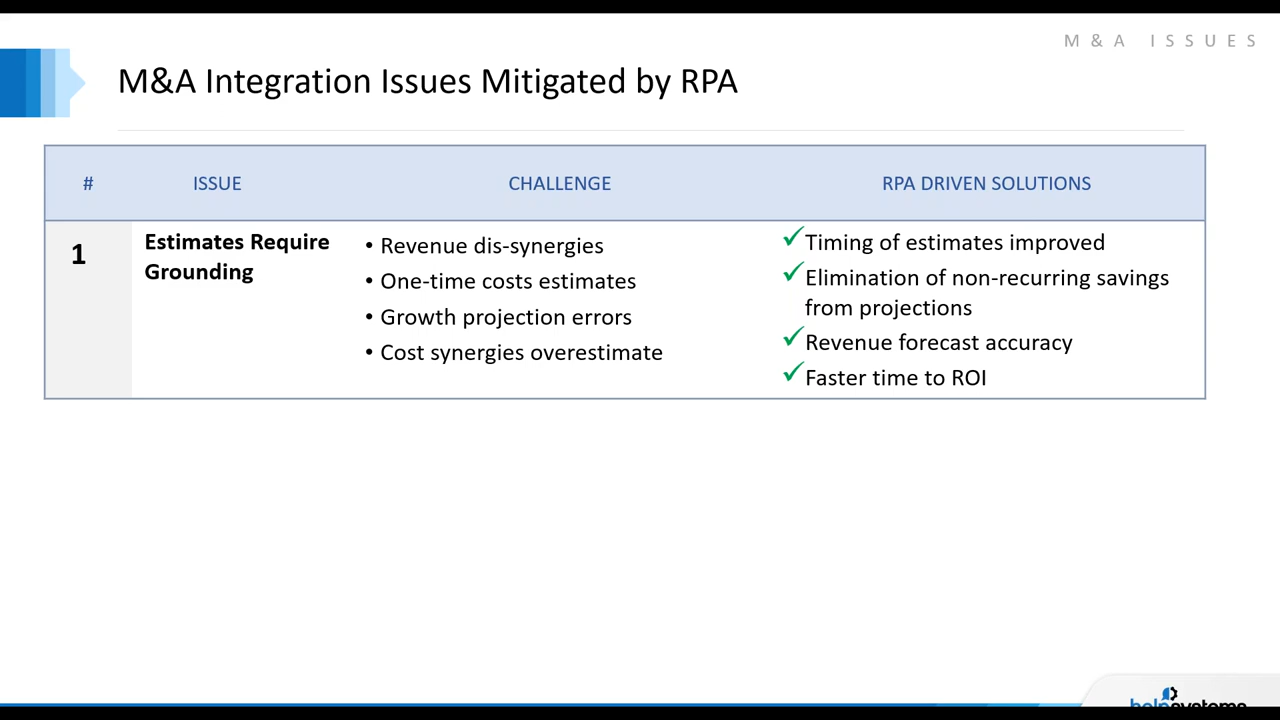 M&A ISSUES
M&A Integration Issues Mitigated by RPA
# ISSUE CHALLENGE RPA DRIVEN SOLUTIONS
1
Estimates Require
Grounding
• Revenue dis-synergies
• One-time costs estimates
• Growth projection errors
• Cost synergies overestimate
✓Timing of estimates improved
✓Elimination of non-recurring savings
from projections
✓Revenue forecast accuracy
✓Faster time to ROI
helpsystems